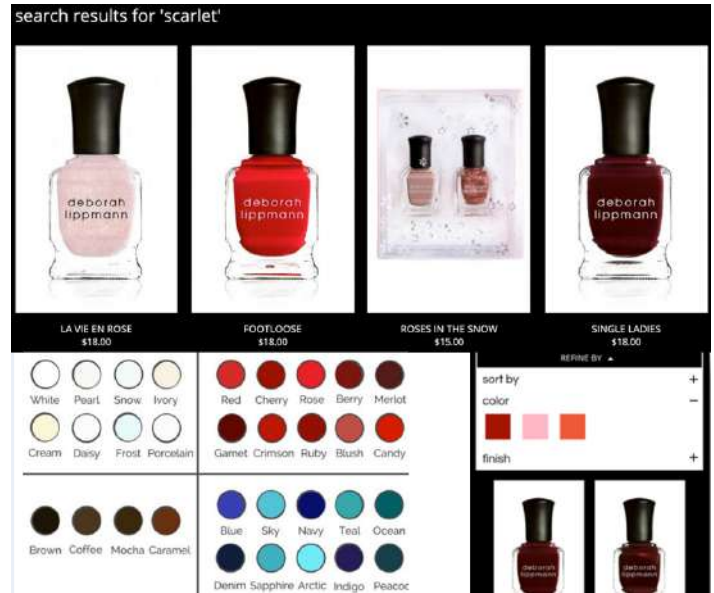 search results for 'scarlet'
deborah
lippmann
deborah
lippmann
deborah
lippmann
LA VIE EN ROSE
$18.00
FOOTLOOSE
$18.00
ROSES IN THE SNOW
$15.00
SINGLE LADIES
$18.00
White Pearl Snow Ivory
Cream Daisy Frost Porcelain
Red Cherry Rose Berry Merlot
Garnet Crimson Ruby Blush Candy
Brown Coffee Mocha Caramel
Blue Sky Navy Teal Ocean
Denim Sapphire Arctic Indigo Peacoc
REFINE BY
sort by +
color −
finish +
deborah
lippmann
deborah
lippmann